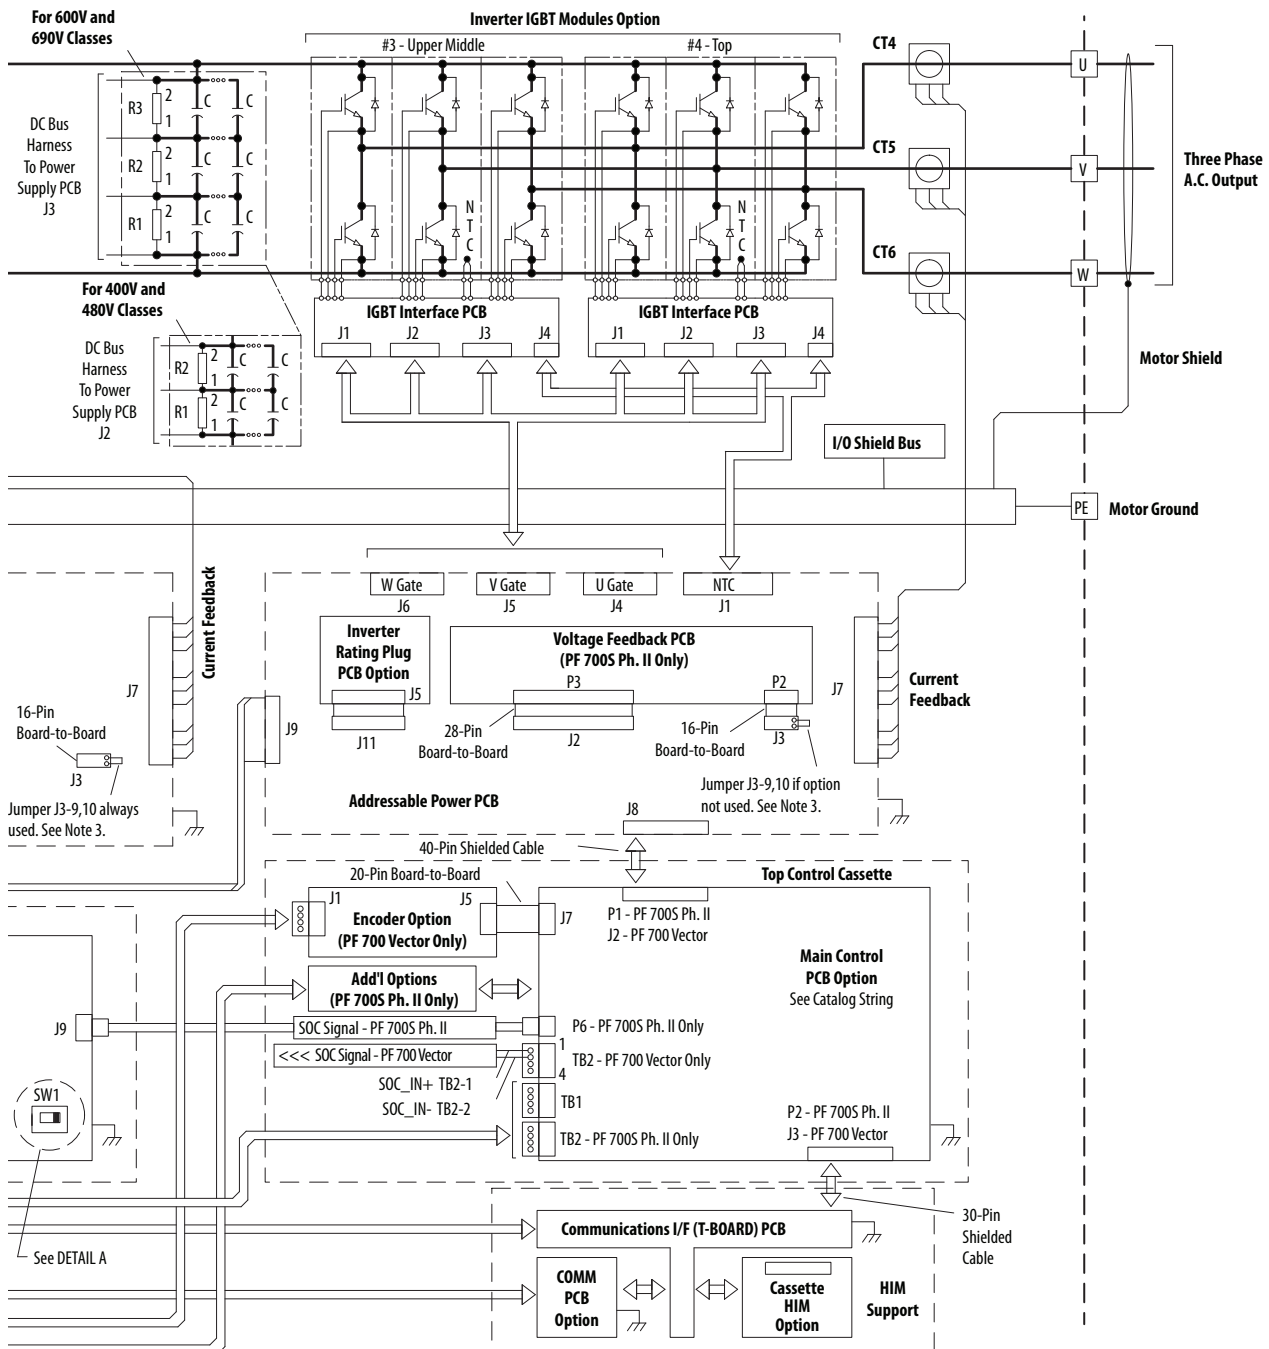 For 600V and
690V Classes
Inverter IGBT Modules Option
#3 - Upper Middle
#4 - Top
CT4
U
R3
2
1
C
C
DC Bus
Harness
To Power
Supply PCB
J3
R2
2
1
C
C
CT5
V
Three Phase
A.C. Output
R1
2
1
C
C
N
T
C
N
T
C
CT6
W
For 400V and
480V Classes
IGBT Interface PCB
J1
J2
J3
J4
IGBT Interface PCB
J1
J2
J3
J4
DC Bus
Harness
To Power
Supply PCB
J2
R2
2
1
C
C
R1
2
1
C
C
Motor Shield
I/O Shield Bus
PE
Motor Ground
Current Feedback
W Gate
J6
V Gate
J5
U Gate
J4
NTC
J1
Inverter
Rating Plug
PCB Option
J5
J11
Voltage Feedback PCB
(PF 700S Ph. II Only)
P3
P2
28-Pin
Board-to-Board
J2
16-Pin
Board-to-Board
J3
J7
Current
Feedback
J7
16-Pin
Board-to-Board
J3
Jumper J3-9,10 always
used. See Note 3.
J9
Jumper J3-9,10 if option
not used. See Note 3.
Addressable Power PCB
J8
40-Pin Shielded Cable
20-Pin Board-to-Board
Top Control Cassette
J1
J5
Encoder Option
(PF 700 Vector Only)
J7
P1 - PF 700S Ph. II
J2 - PF 700 Vector
Main Control
PCB Option
See Catalog String
Add'l Options
(PF 700S Ph. II Only)
J9
SOC Signal - PF 700S Ph. II
P6 - PF 700S Ph. II Only
<<< SOC Signal - PF 700 Vector
1
4
TB2 - PF 700 Vector Only
SOC_IN+ TB2-1
SOC_IN- TB2-2
TB1
SW1
TB2 - PF 700S Ph. II Only
P2 - PF 700S Ph. II
J3 - PF 700 Vector
See DETAIL A
30-Pin
Shielded
Cable
Communications I/F (T-BOARD) PCB
COMM
PCB
Option
Cassette
HIM
Option
HIM
Support